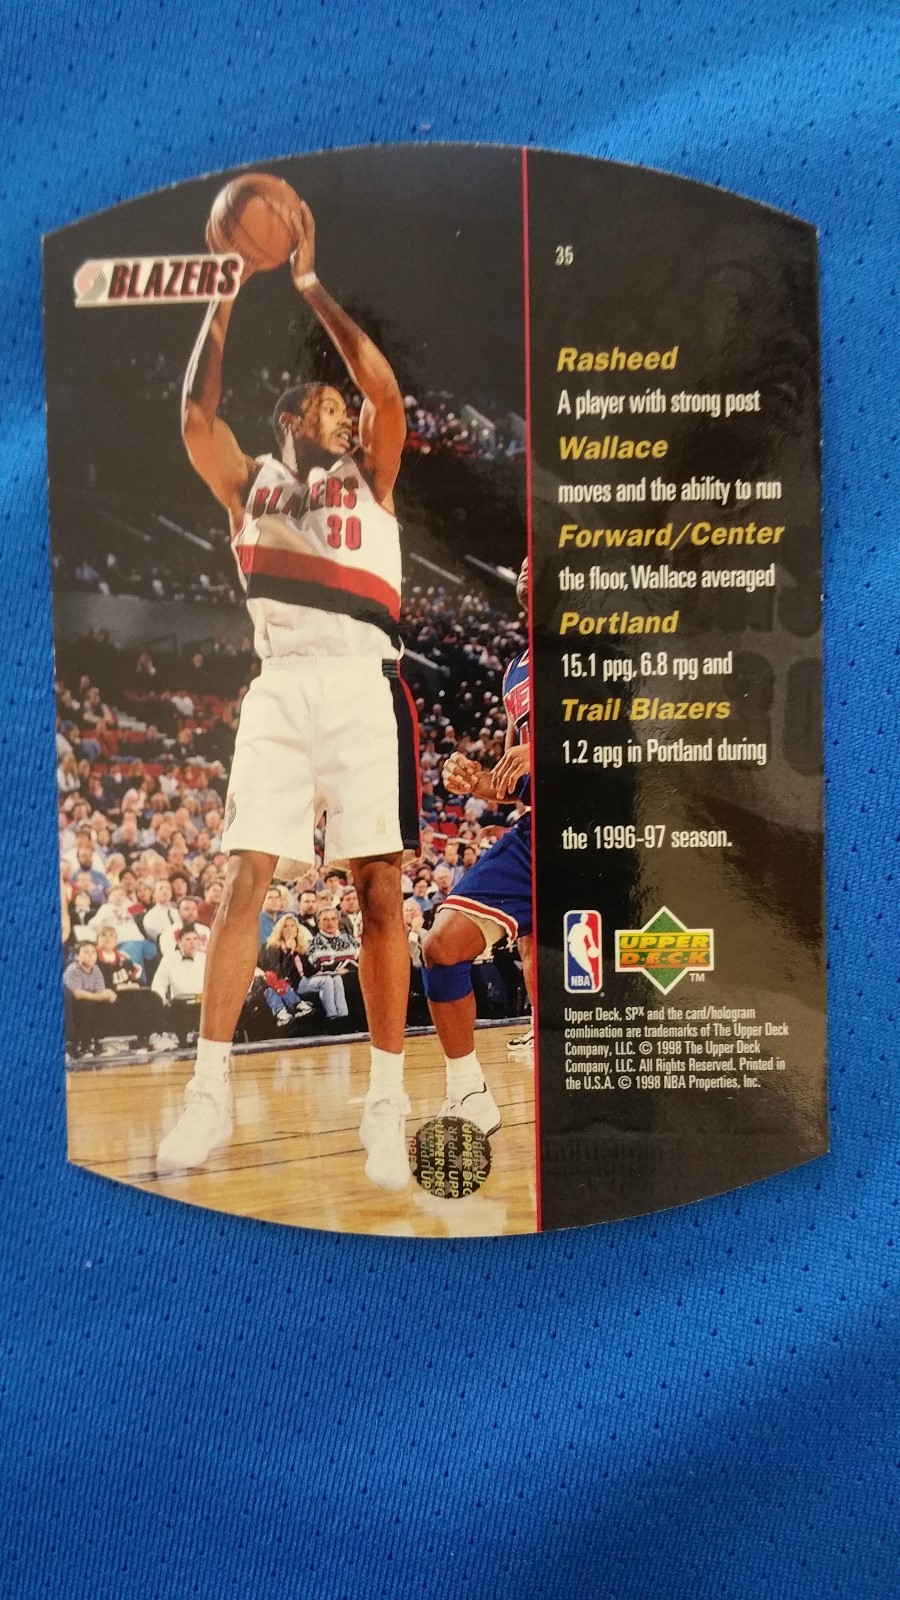 BLAZERS
BLAZERS
30
35
Rasheed
A player with strong post
Wallace
moves and the ability to run
Forward/Center
the floor, Wallace averaged
Portland
15.1 ppg, 6.8 rpg and
Trail Blazers
1.2 apg in Portland during
the 1996-97 season.
NBA
UPPER
DECK
TM
Upper Deck, SPx and the card/hologram
combination are trademarks of The Upper Deck
Company, LLC. © 1998 The Upper Deck
Company, LLC. All Rights Reserved. Printed in
the U.S.A. © 1998 NBA Properties, Inc.
UPPER DECK